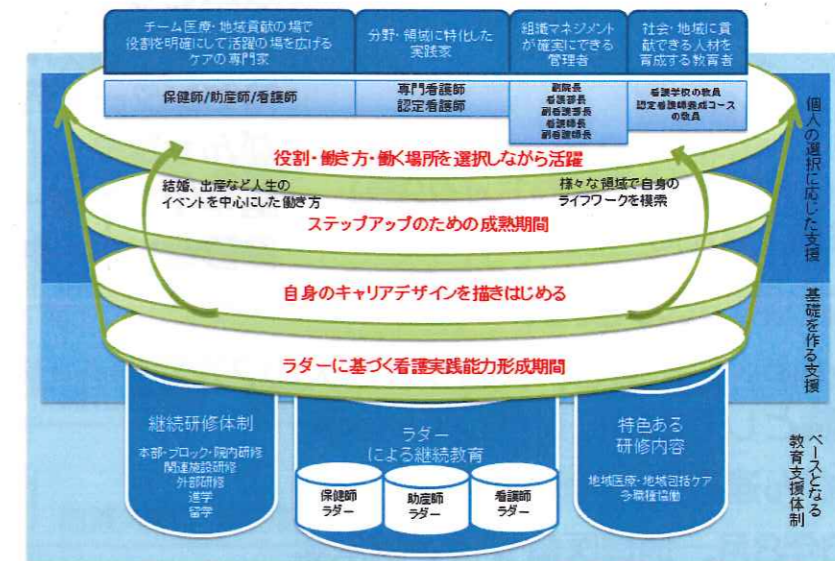 チーム医療・地域貢献の場で
役割を明確にして活躍の場を広げる
ケアの専門家
分野・領域に特化した
実践家
組織マネジメント
が確実にできる
管理者
社会・地域に貢
献できる人材を
育成する教育者
保健師/助産師/看護師
専門看護師
認定看護師
副院長
看護部長
副看護部長
看護師長
副看護師長
看護学校の教員
認定看護師養成コース
の教員
役割・働き方・働く場所を選択しながら活躍
結婚、出産など人生の
イベントを中心にした働き方
様々な領域で自身の
ライフワークを模索
ステップアップのための成熟期間
自身のキャリアデザインを描きはじめる
ラダーに基づく看護実践能力形成期間
個人の選択に応じた支援
基礎を作る支援
ベースとなる
教育支援体制
継続研修体制
本部・ブロック・院内研修
関連施設研修
外部研修
進学
留学
ラダー
による継続教育
保健師
ラダー
助産師
ラダー
看護師
ラダー
特色ある
研修内容
地域医療・地域包括ケア
多職種協働